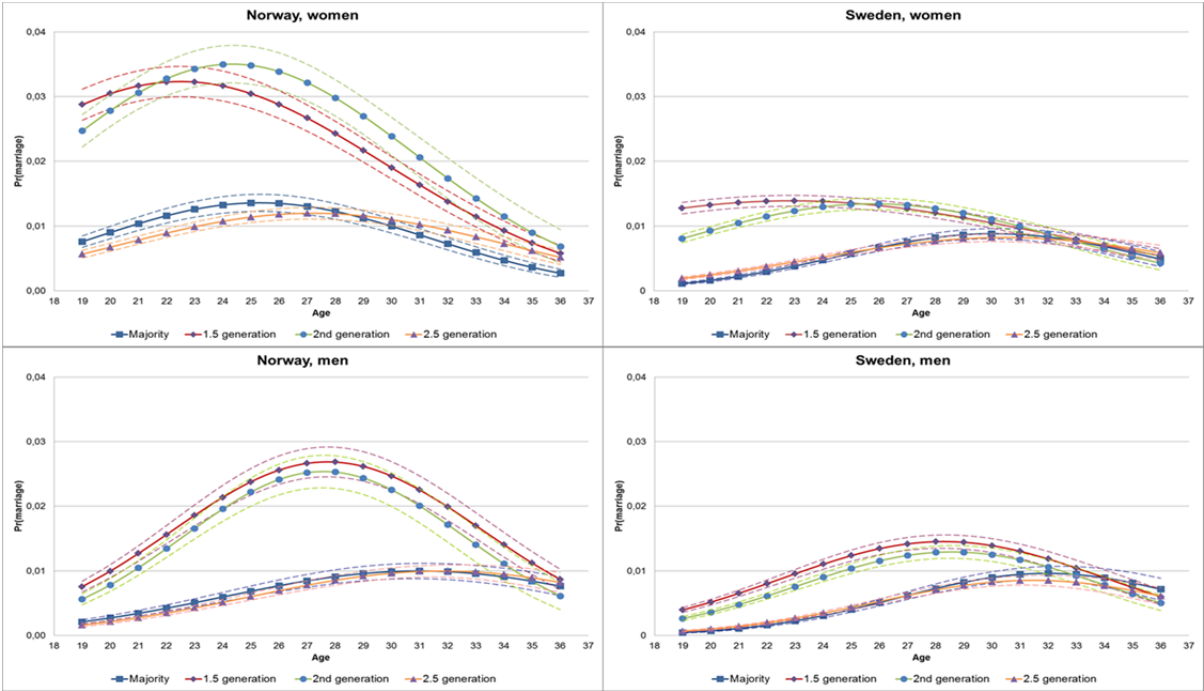 Norway, women
0,04
0,03
Pr(marriage)
0,02
0,01
0,00
18 19 20 21 22 23 24 25 26 27 28 29 30 31 32 33 34 35 36 37
Age
Majority 1.5 generation 2nd generation 2.5 generation
Sweden, women
0,04
0,03
Pr(marriage)
0,02
0,01
0
18 19 20 21 22 23 24 25 26 27 28 29 30 31 32 33 34 35 36 37
Age
Majority 1.5 generation 2nd generation 2.5 generation
Norway, men
0,04
0,03
Pr(marriage)
0,02
0,01
0,00
18 19 20 21 22 23 24 25 26 27 28 29 30 31 32 33 34 35 36 37
Age
Majority 1.5 generation 2nd generation 2.5 generation
Sweden, men
0,04
0,03
Pr(marriage)
0,02
0,01
0
18 19 20 21 22 23 24 25 26 27 28 29 30 31 32 33 34 35 36 37
Age
Majority 1.5 generation 2nd generation 2.5 generation